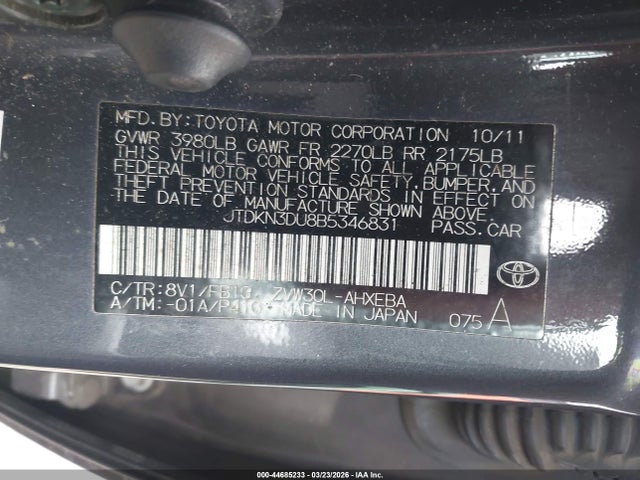 MFD. BY: TOYOTA MOTOR CORPORATION 10/11
GVWR 3980LB GAWR FR 2270LB RR 2175LB
THIS VEHICLE CONFORMS TO ALL APPLICABLE
FEDERAL MOTOR VEHICLE SAFETY, BUMPER, AND
THEFT PREVENTION STANDARDS IN EFFECT ON
THE DATE OF MANUFACTURE SHOWN ABOVE.
JTDKN3DU8B5346831 PASS. CAR
C/TR: 8V1/FB10 ZVW30L-AHXEBA
A/TM: -01A/P410 MADE IN JAPAN 075 A
TOYOTA
000-44685233 - 03/23/2026 - IAA Inc.